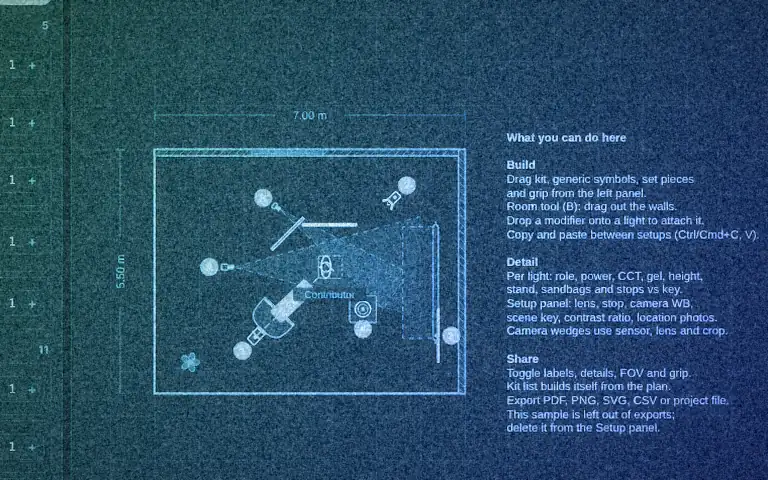 5
1 +
1 +
1 +
1 +
1 +
11
1 +
1 +
7.00 m
5.50 m
Contributor
What you can do here
Build
Drag kit, generic symbols, set pieces
and grip from the left panel.
Room tool (B): drag out the walls.
Drop a modifier onto a light to attach it.
Copy and paste between setups (Ctrl/Cmd+C, V).
Detail
Per light: role, power, CCT, gel, height,
stand, sandbags and stops vs key.
Setup panel: lens, stop, camera WB,
scene key, contrast ratio, location photos.
Camera wedges use sensor, lens and crop.
Share
Toggle labels, details, FOV and grip.
Kit list builds itself from the plan.
Export PDF, PNG, SVG, CSV or project file.
This sample is left out of exports;
delete it from the Setup panel.